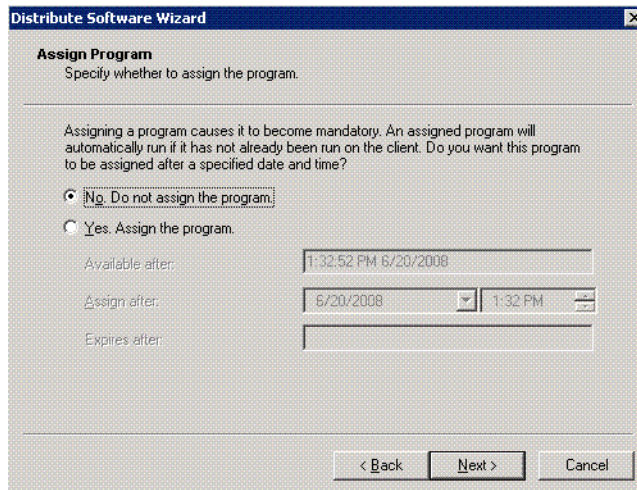 Distribute Software Wizard
Assign Program
Specify whether to assign the program.
Assigning a program causes it to become mandatory. An assigned program will
automatically run if it has not already been run on the client. Do you want this program
to be assigned after a specified date and time?
No. Do not assign the program.
Yes. Assign the program.
Available after: 1:32:52 PM 6/20/2008
Assign after: 6/20/2008 1:32 PM
Expires after:
< Back Next > Cancel